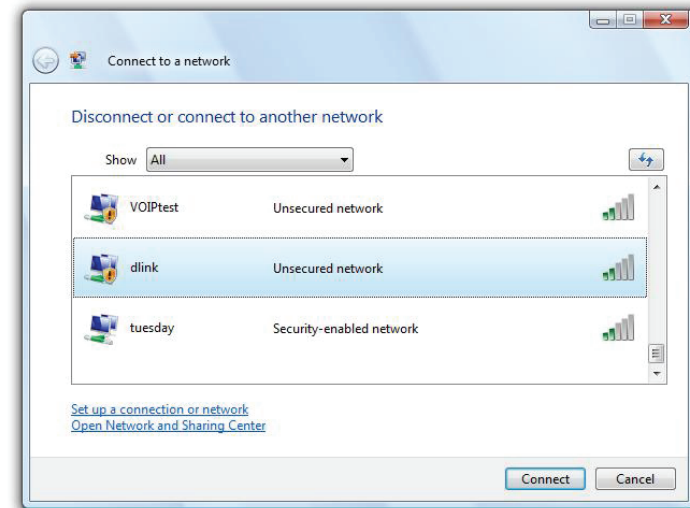 Connect to a network
Disconnect or connect to another network
Show All
VOIPtest Unsecured network
dlink Unsecured network
tuesday Security-enabled network
Set up a connection or network
Open Network and Sharing Center
Connect Cancel